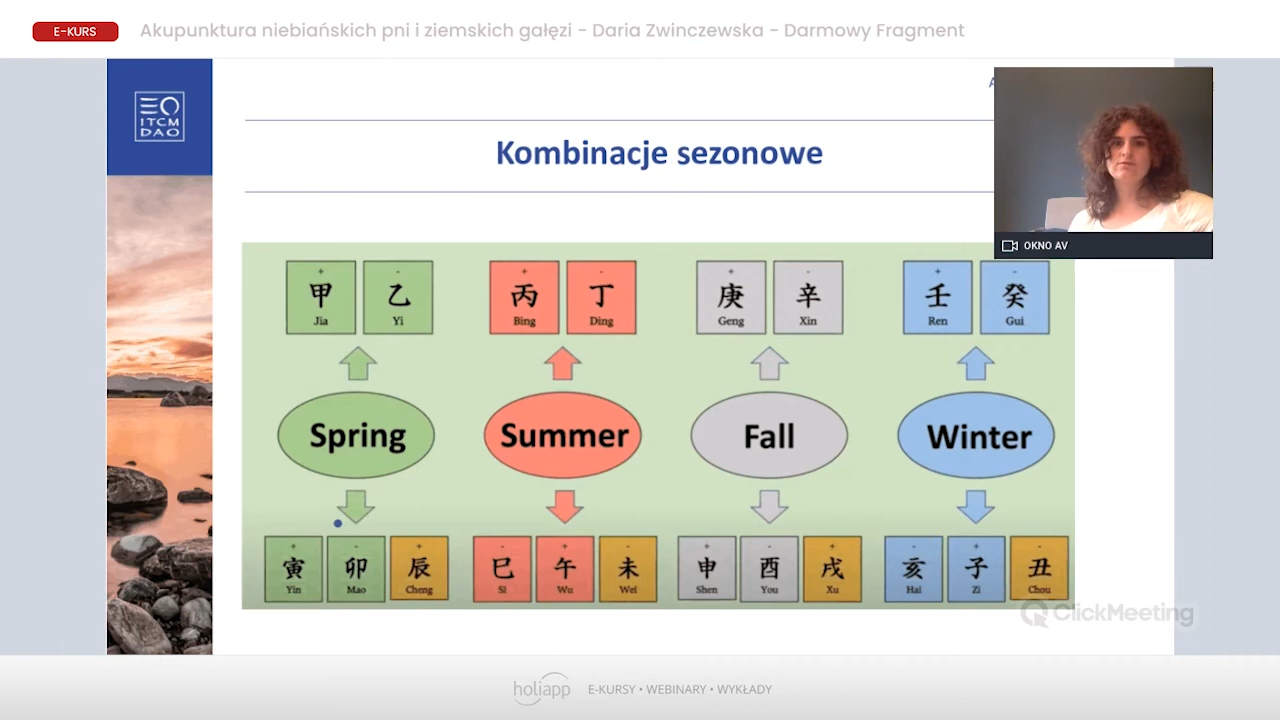 E-KURS
Akupunktura niebiańskich pni i ziemskich gałęzi - Daria Zwinczewska - Darmowy Fragment
ITCM
DAO
Kombinacje sezonowe
OKNO AV
+ - + - + - + -
甲 乙 丙 丁 庚 辛 壬 癸
Jia Yi Bing Ding Geng Xin Ren Gui
Spring Summer Fall Winter
+ - + - + - + - + - + -
寅 卯 辰 巳 午 未 申 酉 戌 亥 子 丑
Yin Mao Cheng Si Wu Wei Shen You Xu Hai Zi Chou
ClickMeeting
holiapp E-KURSY • WEBINARY • WYKŁADY